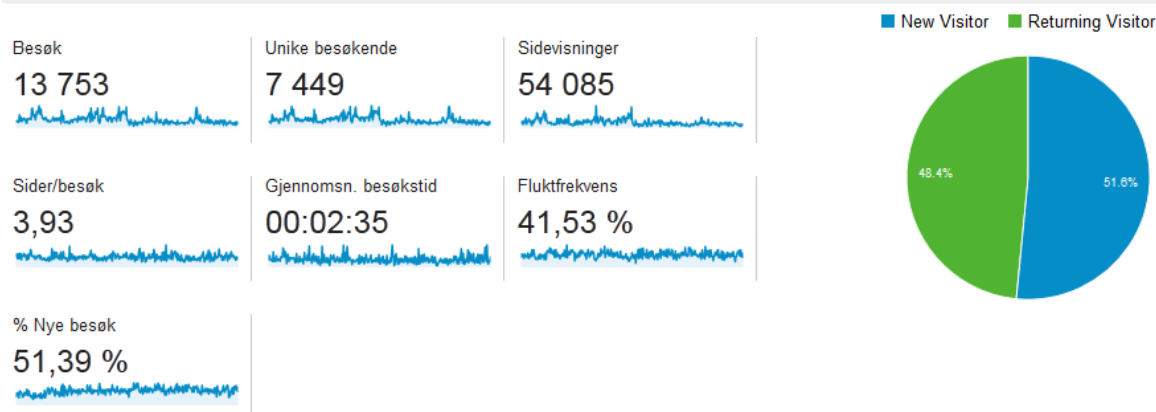 New Visitor Returning Visitor
Besøk Unike besøkende Sidevisninger
13 753 7 449 54 085
Sider/besøk Gjennomsn. besøkstid Fluktfrekvens
3,93 00:02:35 41,53 %
48.4% 51.6%
% Nye besøk
51,39 %